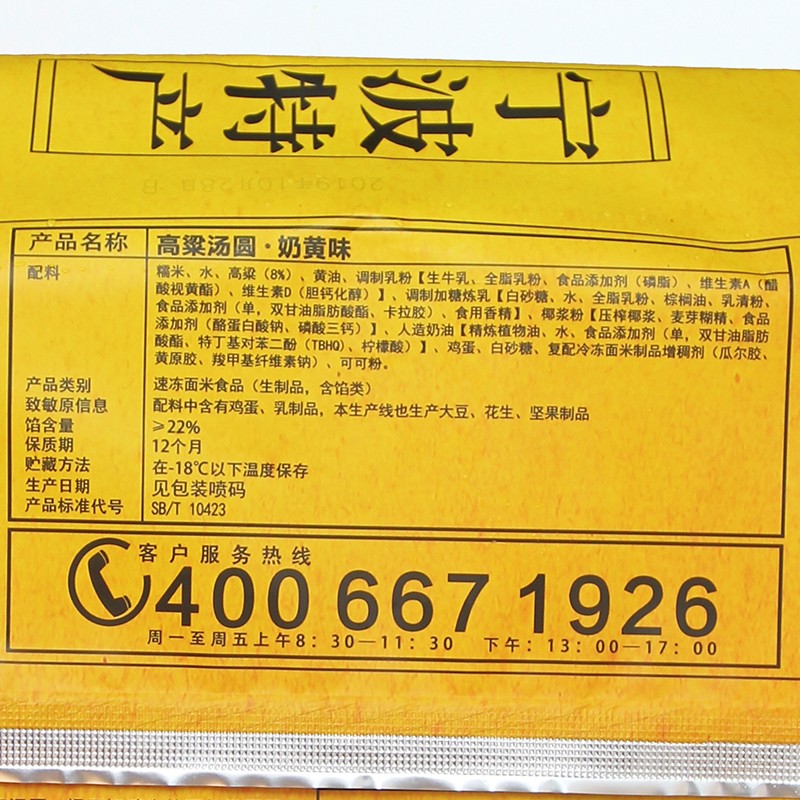 宁波特产
2019年10月28日 B
产品名称 高粱汤圆·奶黄味
配料 糯米、水、高粱（8%）、黄油、调制乳粉【生牛乳、全脂乳粉、食品添加剂（磷脂）、维生素A（醋
酸视黄酯）、维生素D（胆钙化醇）】、调制加糖炼乳【白砂糖、水、全脂乳粉、棕榈油、乳清粉、
食品添加剂（单，双甘油脂肪酸酯、卡拉胶）、食用香精】、椰浆粉【压榨椰浆、麦芽糊精、食品
添加剂（酪蛋白酸钠、磷酸三钙）】、人造奶油【精炼植物油、水、食品添加剂（单，双甘油脂肪
酸酯、特丁基对苯二酚（TBHQ）、柠檬酸）】、鸡蛋、白砂糖、复配冷冻面米制品增稠剂（瓜尔胶、
黄原胶、羧甲基纤维素钠）、可可粉。
产品类别 速冻面米食品（生制品，含馅类）
致敏原信息 配料中含有鸡蛋、乳制品，本生产线也生产大豆、花生、坚果制品
馅含量 ≥22%
保质期 12个月
贮藏方法 在-18℃以下温度保存
生产日期 见包装喷码
产品标准代号 SB/T 10423
客户服务热线
400 667 1926
周一至周五上午8：30—11：30 下午：13：00—17：00